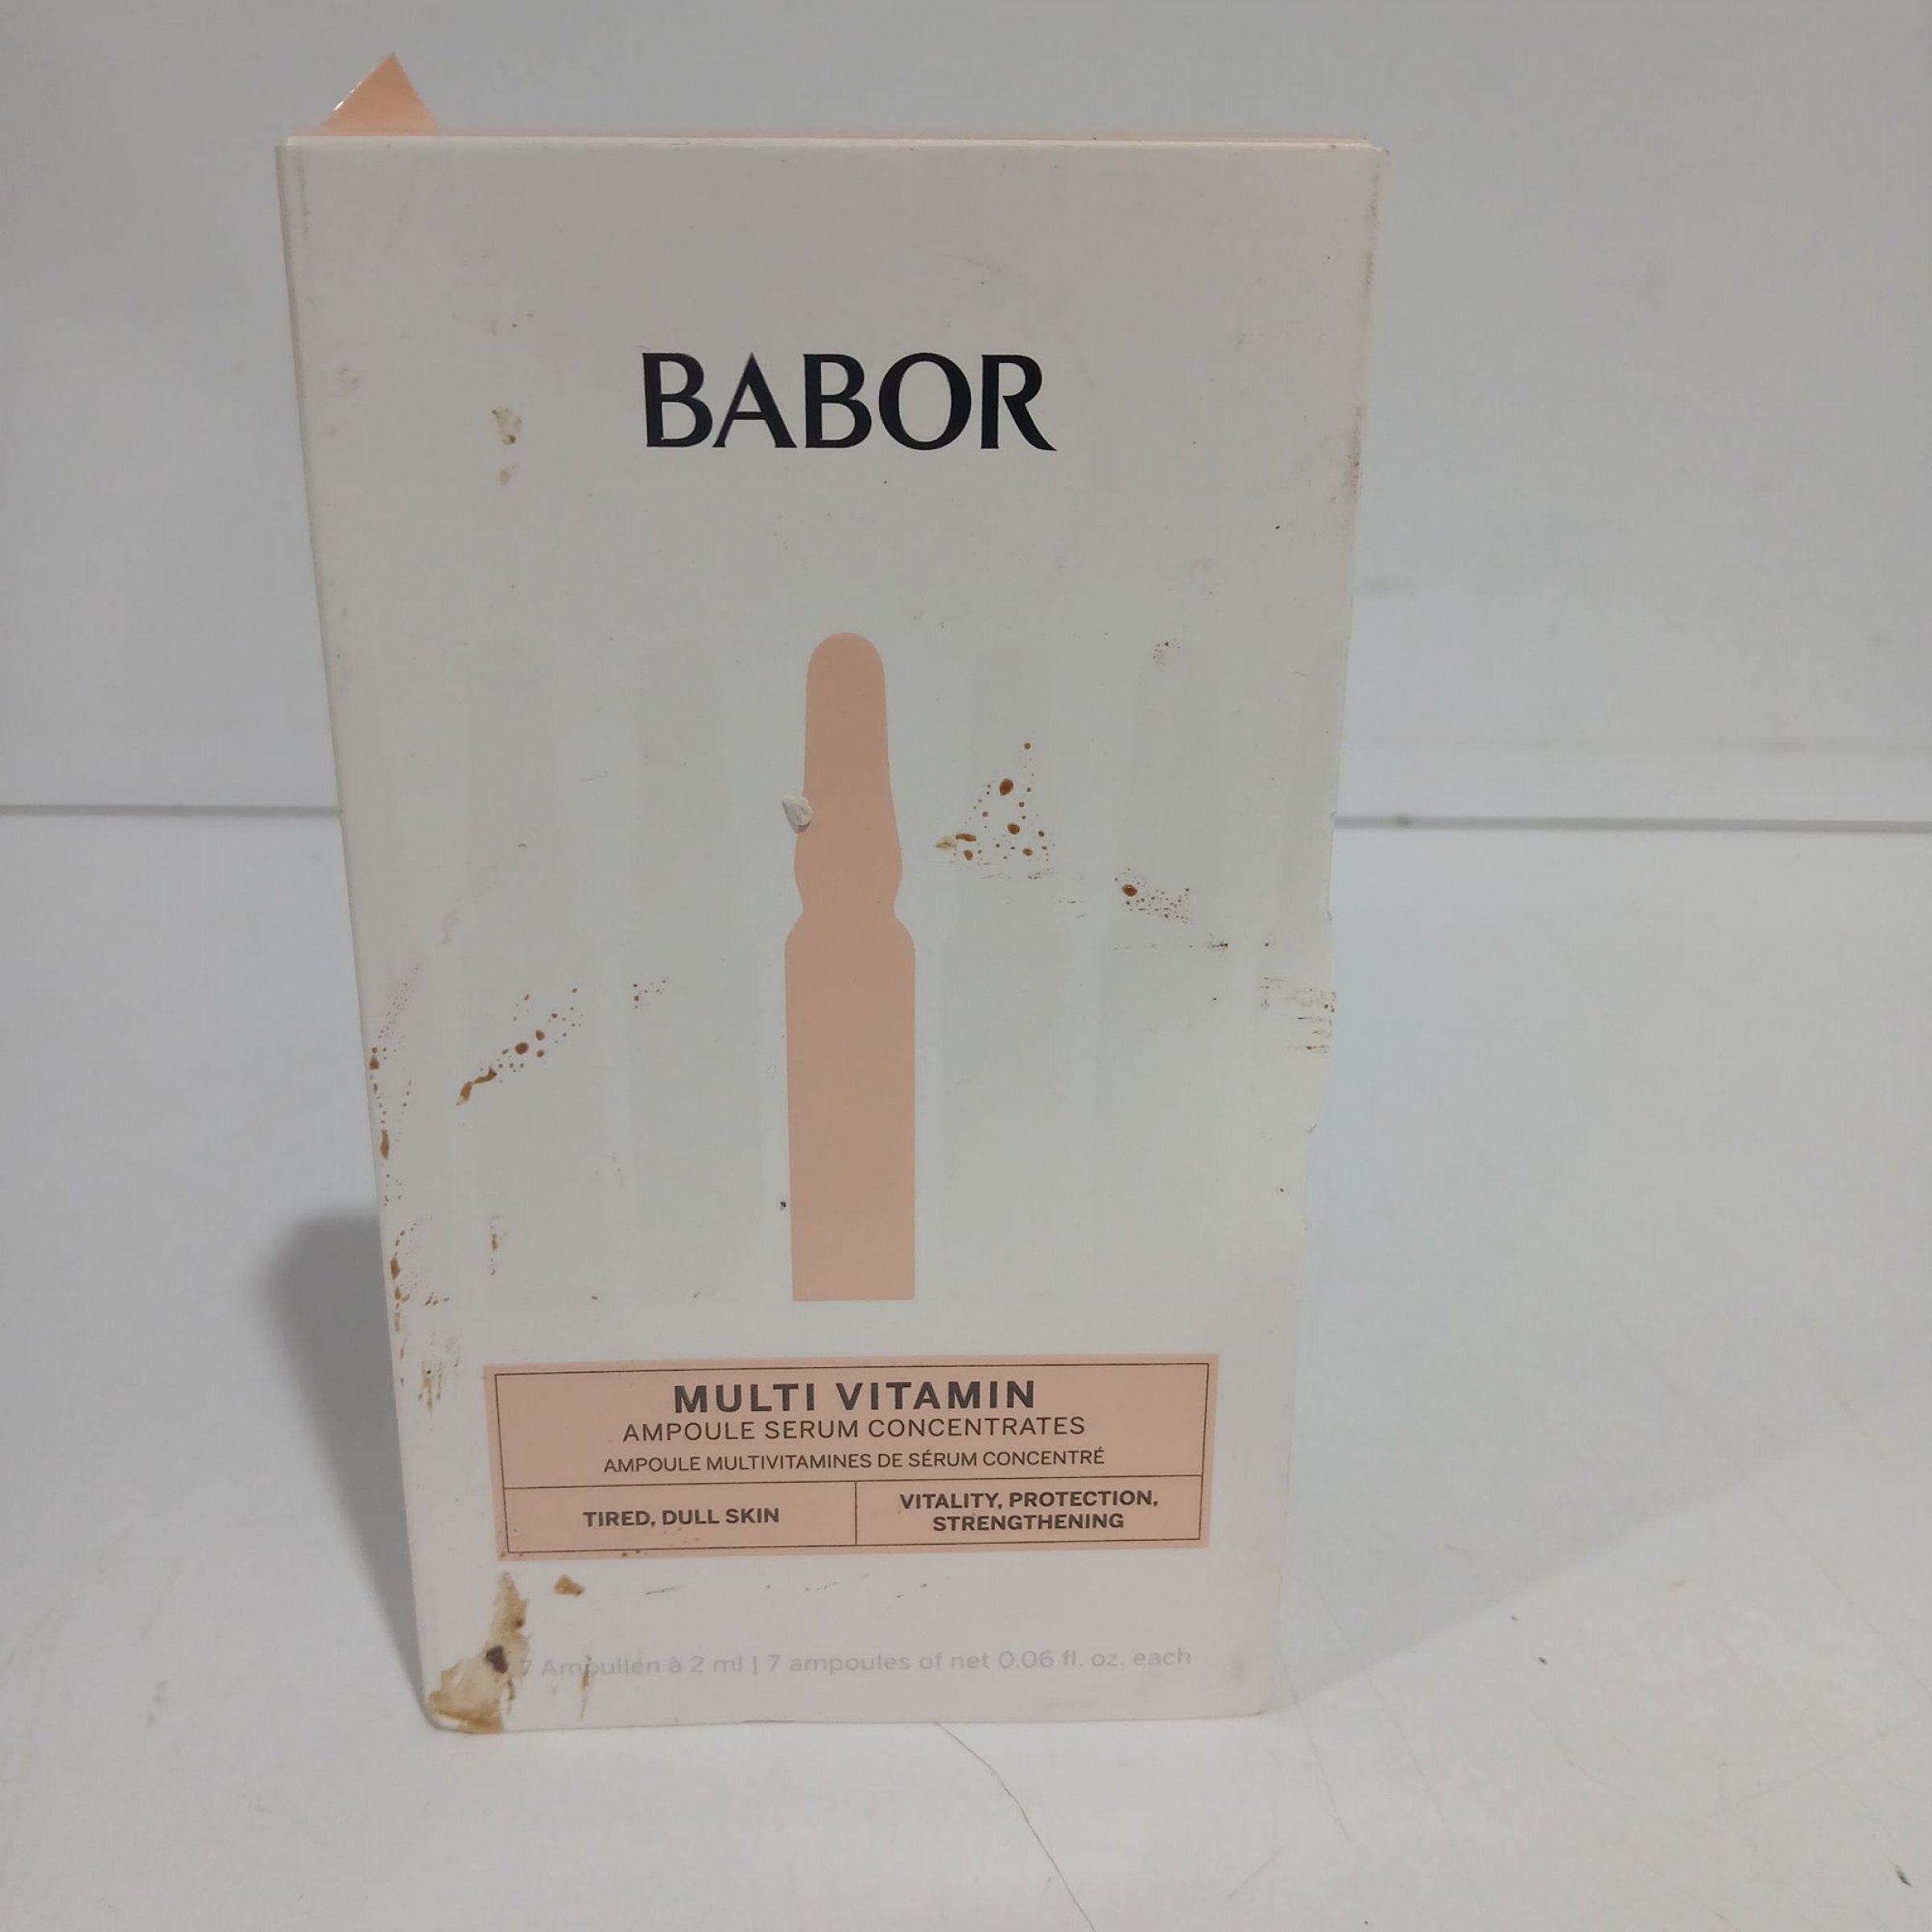 BABOR
MULTI VITAMIN
AMPOULE SERUM CONCENTRATES
AMPOULE MULTIVITAMINES DE SÉRUM CONCENTRÉ
TIRED, DULL SKIN
VITALITY, PROTECTION,
STRENGTHENING
7 Ampullen à 2 ml | 7 ampoules of net 0.06 fl. oz. each